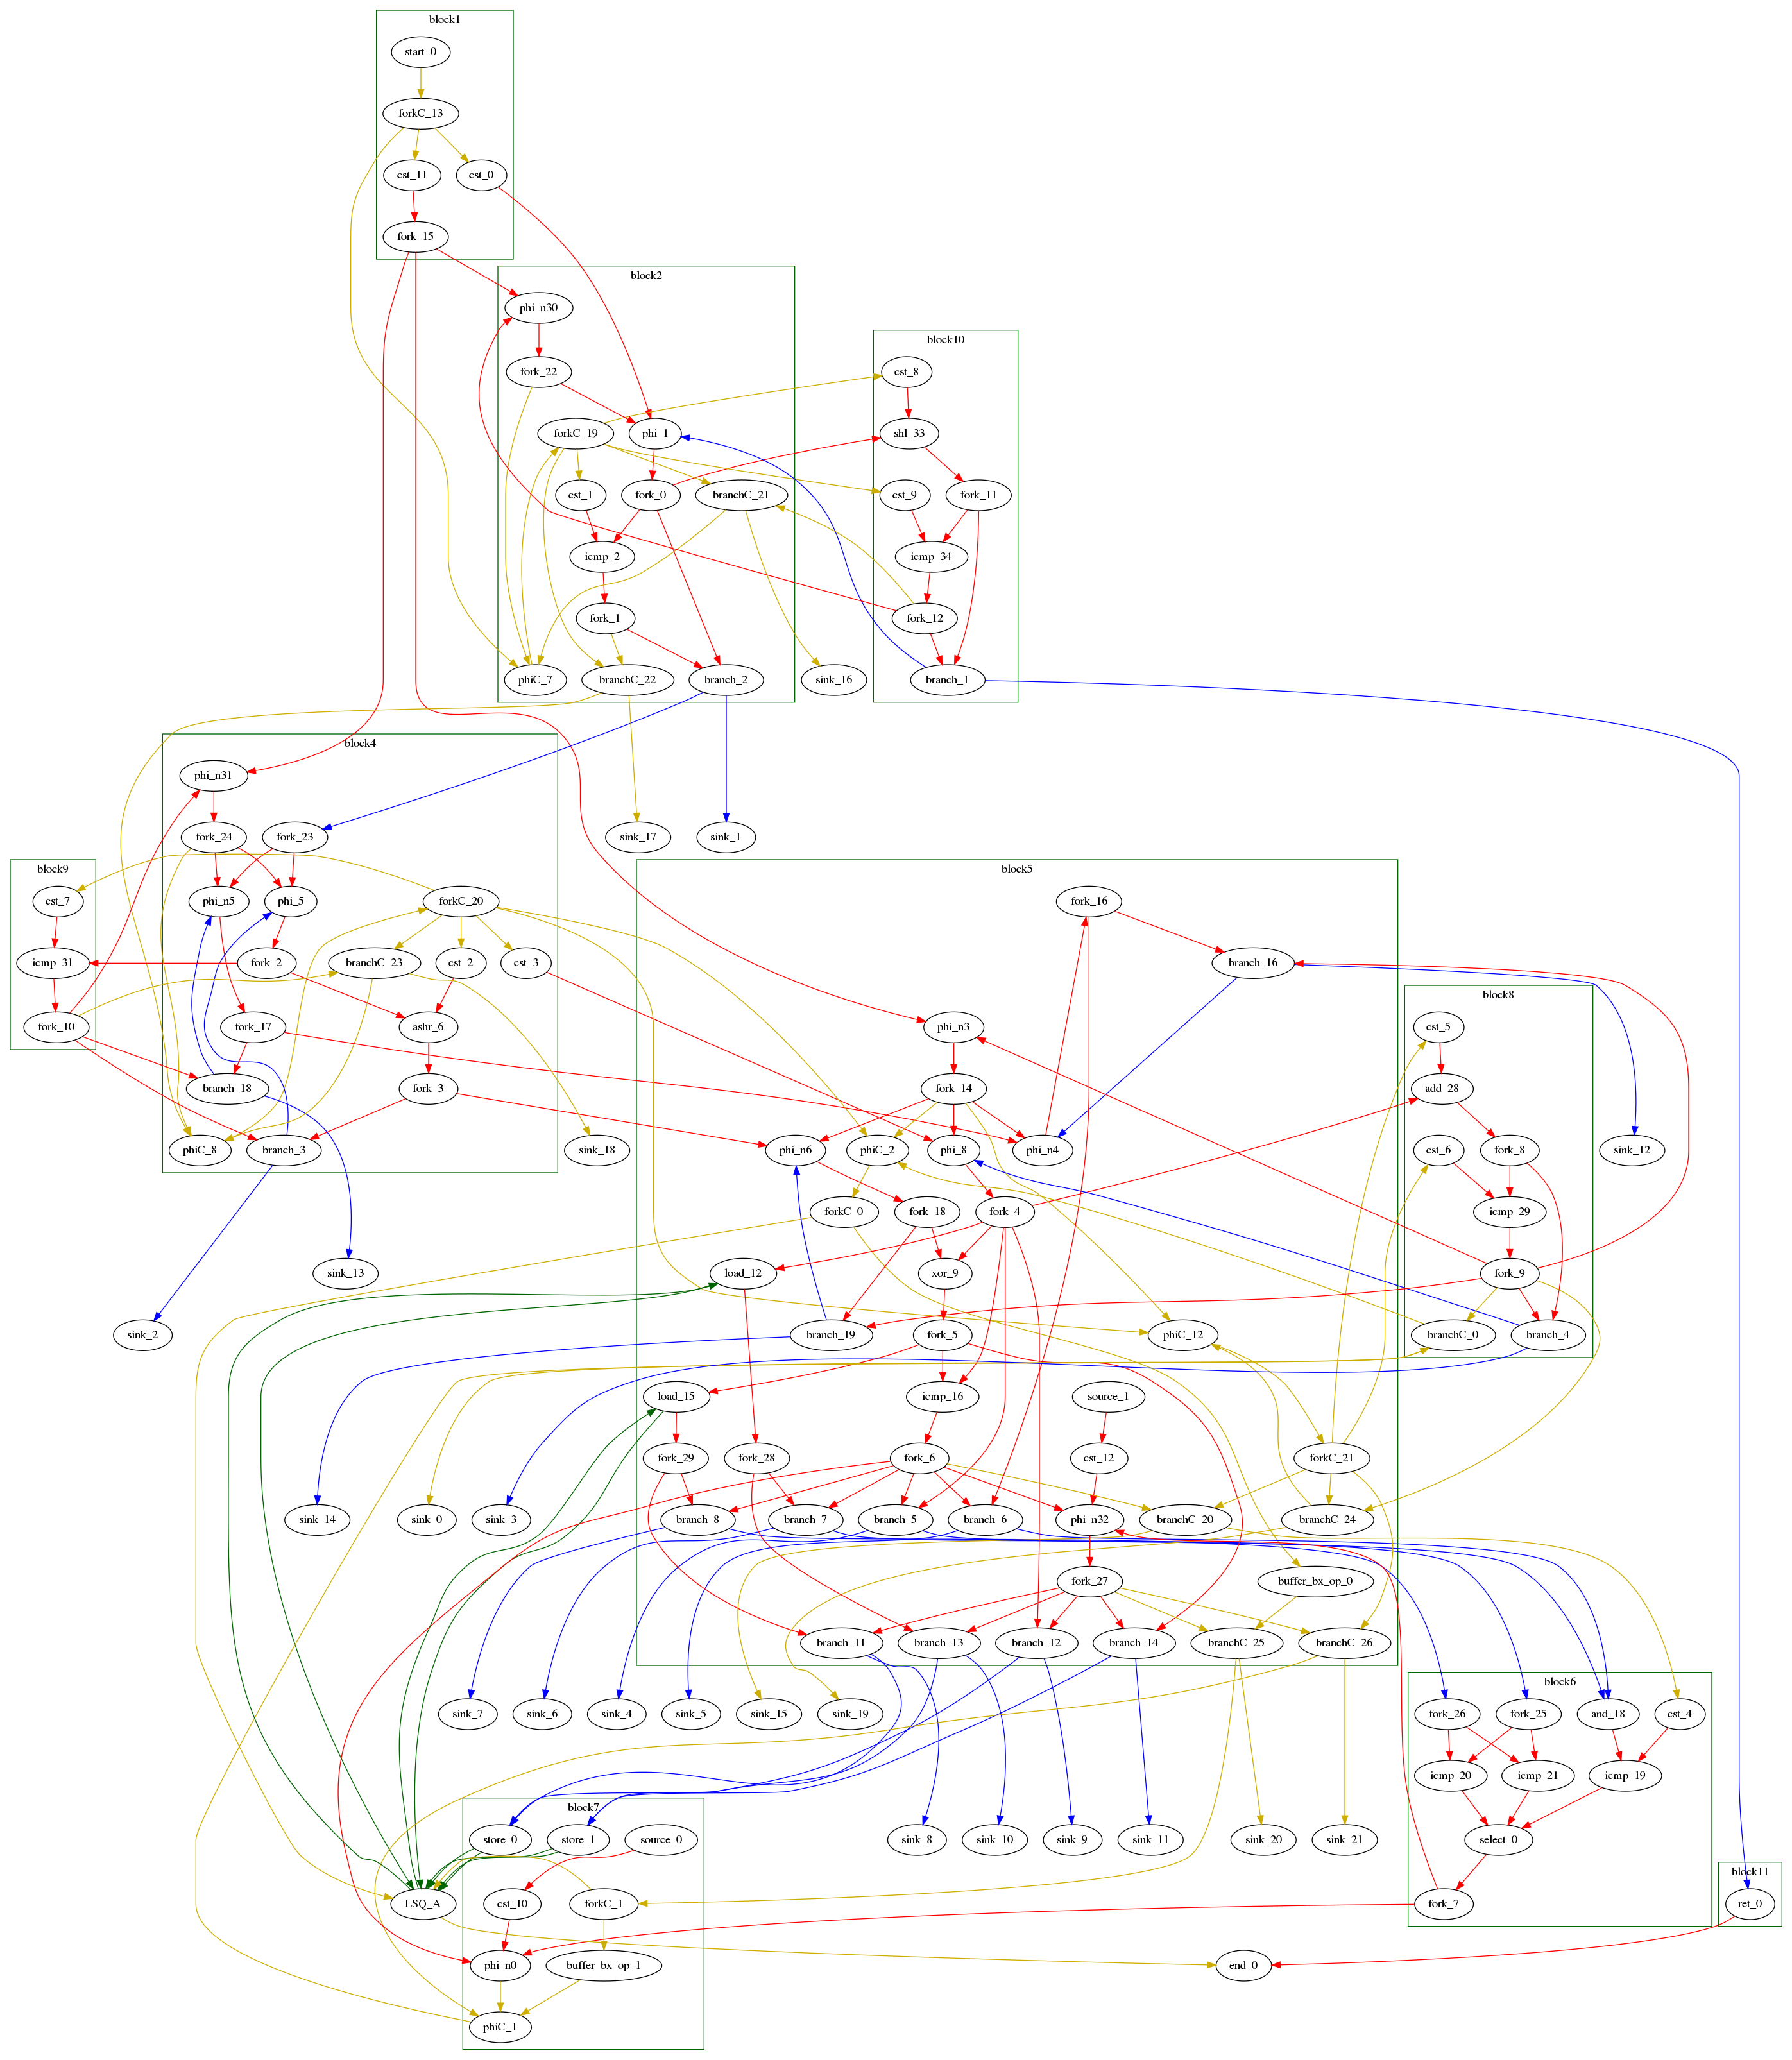 block1
start_0
forkC_13
cst_11
cst_0
fork_15
block2
phi_n30
block10
fork_22
cst_8
forkC_19
phi_1
shl_33
cst_1
fork_0
branchC_21
cst_9
fork_11
icmp_2
icmp_34
fork_1
fork_12
phiC_7
branchC_22
branch_2
sink_16
branch_1
block4
phi_n31
fork_24
fork_23
sink_17
sink_1
block9
block5
cst_7
phi_n5
phi_5
forkC_20
fork_16
icmp_31
fork_2
branchC_23
cst_2
cst_3
branch_16
block8
fork_10
fork_17
ashr_6
phi_n3
cst_5
branch_18
fork_3
fork_14
add_28
phiC_8
branch_3
sink_18
phi_n6
phiC_2
phi_8
phi_n4
cst_6
fork_8
sink_12
forkC_0
fork_18
fork_4
icmp_29
sink_13
load_12
xor_9
fork_9
sink_2
branch_19
fork_5
phiC_12
branchC_0
branch_4
load_15
icmp_16
source_1
fork_29
fork_28
fork_6
cst_12
forkC_21
sink_14
sink_0
sink_3
branch_8
branch_7
branch_5
branch_6
phi_n32
branchC_20
branchC_24
fork_27
buffer_bx_op_0
branch_11
branch_13
branch_12
branch_14
branchC_25
branchC_26
block6
sink_7
sink_6
sink_4
sink_5
sink_15
sink_19
fork_26
fork_25
and_18
cst_4
icmp_20
icmp_21
icmp_19
block7
store_0
store_1
source_0
sink_8
sink_10
sink_9
sink_11
sink_20
sink_21
select_0
block11
LSQ_A
cst_10
forkC_1
fork_7
ret_0
phi_n0
buffer_bx_op_1
end_0
phiC_1